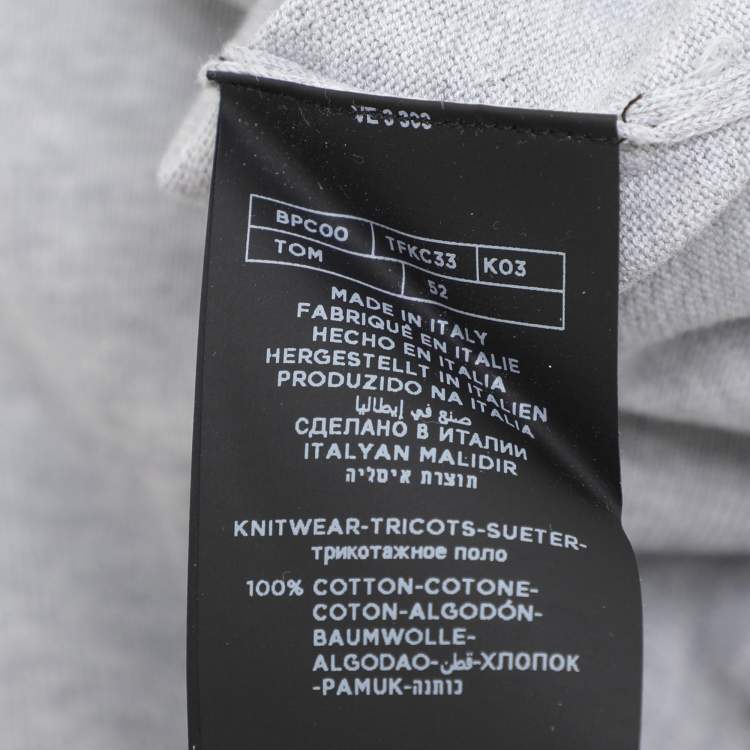 BPC00 TFKC33 K03
TOM 52
MADE IN ITALY
FABRIQUÉ EN ITALIE
HECHO EN ITALIA
HERGESTELLT IN ITALIEN
PRODUZIDO NA ITALIA
صنع في إيطاليا
СДЕЛАНО В ИТАЛИИ
ITALYAN MALIDIR
תוצרת איטליה
KNITWEAR-TRICOTS-SUETER-
трикотажное поло
100% COTTON-COTONE-
COTON-ALGODÓN-
BAUMWOLLE-
ALGODAO-قطن-ХЛОПОК
-PAMUK-כותנה